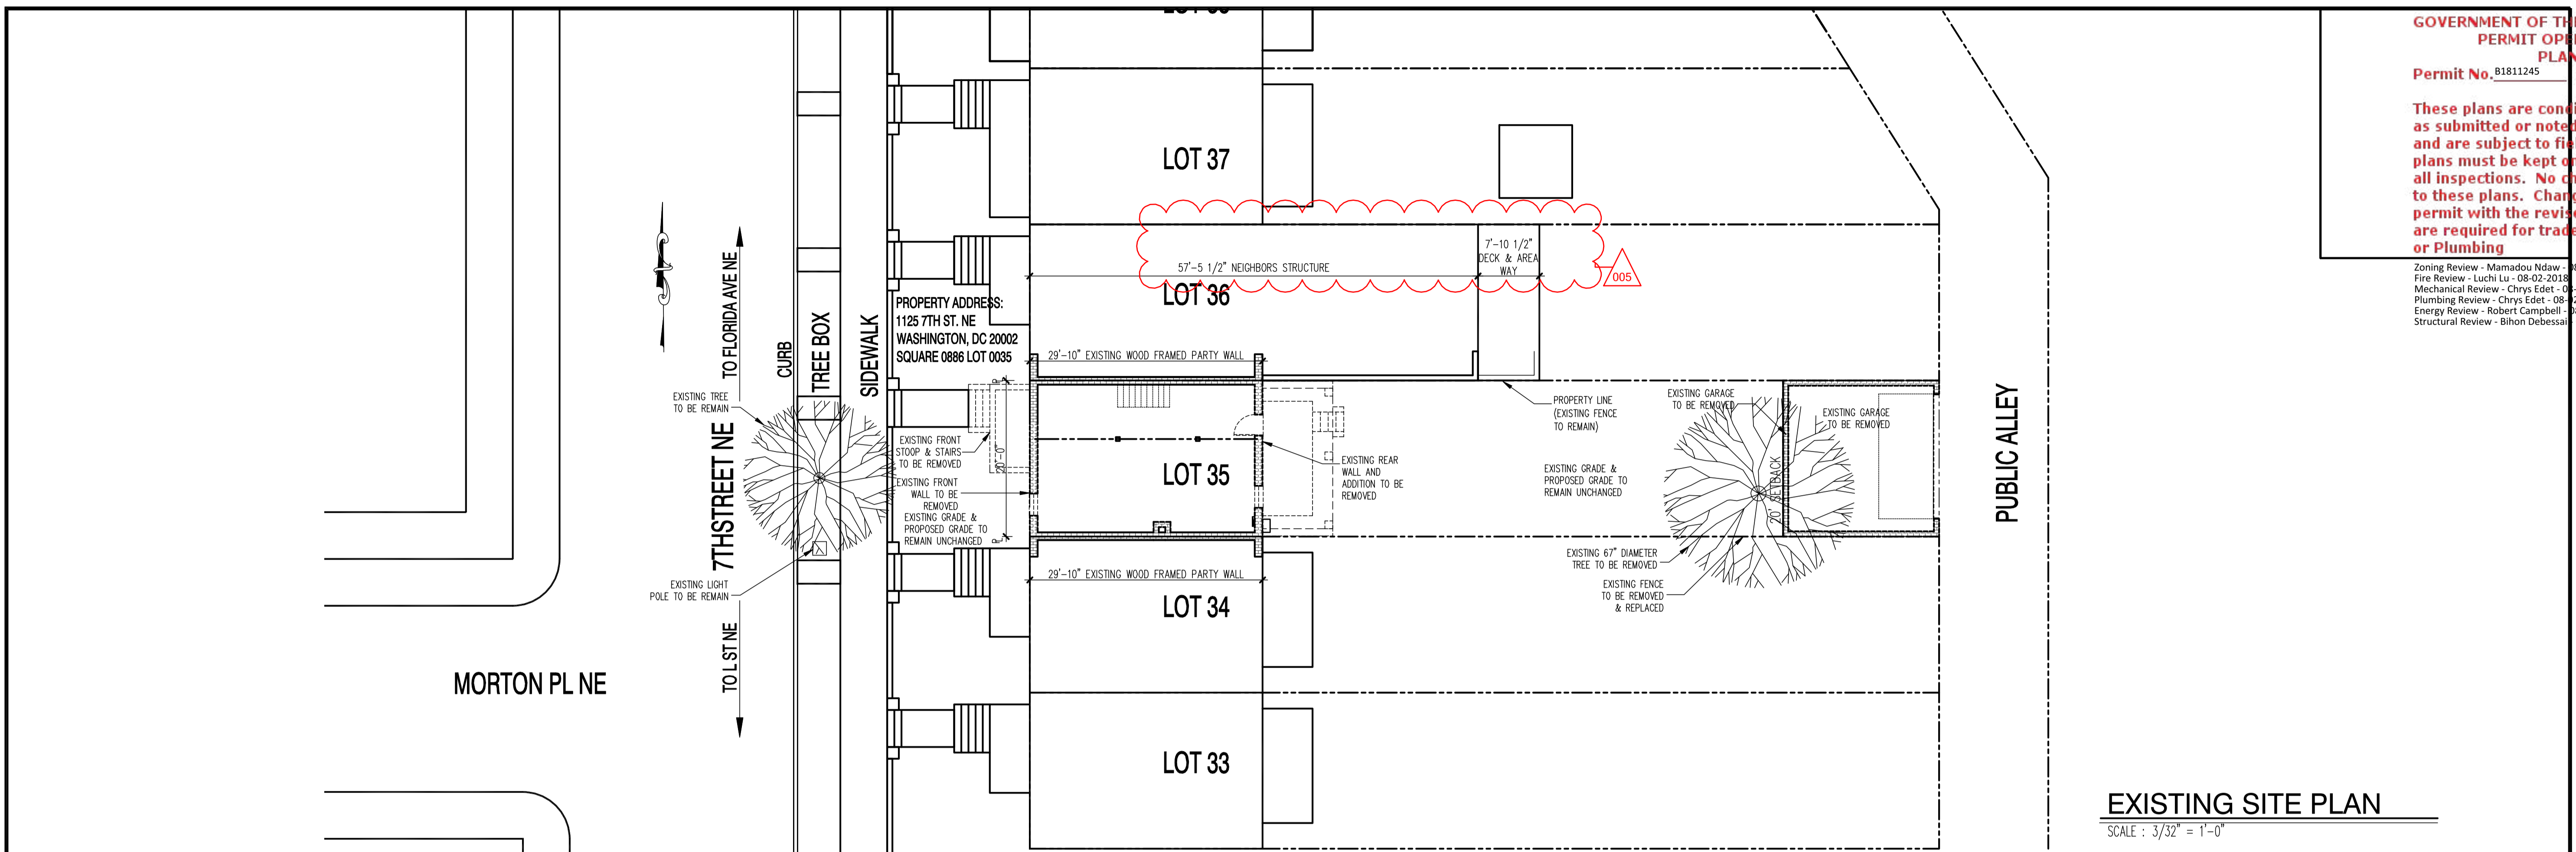 GOVERNMENT OF TH
PERMIT OPE
PLA
Permit No. B1811245
These plans are cond
as submitted or noted
and are subject to fie
plans must be kept o
all inspections. No ch
to these plans. Chang
permit with the revis
are required for trade
or Plumbing
Zoning Review - Mamadou Ndaw -
Fire Review - Luchi Lu - 08-02-2018
Mechanical Review - Chrys Edet - 08-
Plumbing Review - Chrys Edet - 08-
Energy Review - Robert Campbell -
Structural Review - Bihon Debessai
LOT 37
7'-10 1/2"
DECK & AREA
WAY
57'-5 1/2" NEIGHBORS STRUCTURE
005
LOT 36
PROPERTY ADDRESS:
1125 7TH ST. NE
WASHINGTON, DC 20002
SQUARE 0886 LOT 0035
TO FLORIDA AVE NE
CURB
TREE BOX
SIDEWALK
29'-10" EXISTING WOOD FRAMED PARTY WALL
EXISTING TREE
TO BE REMAIN
7THSTREET NE
EXISTING FRONT
STOOP & STAIRS
TO BE REMOVED
20'-0"
EXISTING FRONT
WALL TO BE
REMOVED
EXISTING GRADE &
PROPOSED GRADE TO
REMAIN UNCHANGED
LOT 35
EXISTING REAR
WALL AND
ADDITION TO BE
REMOVED
PROPERTY LINE
(EXISTING FENCE
TO REMAIN)
EXISTING GRADE &
PROPOSED GRADE TO
REMAIN UNCHANGED
EXISTING GARAGE
TO BE REMOVED
EXISTING GARAGE
TO BE REMOVED
20' SETBACK
PUBLIC ALLEY
EXISTING 67" DIAMETER
TREE TO BE REMOVED
EXISTING FENCE
TO BE REMOVED
& REPLACED
EXISTING LIGHT
POLE TO BE REMAIN
29'-10" EXISTING WOOD FRAMED PARTY WALL
LOT 34
TO L ST NE
MORTON PL NE
LOT 33
EXISTING SITE PLAN
SCALE : 3/32" = 1'-0"